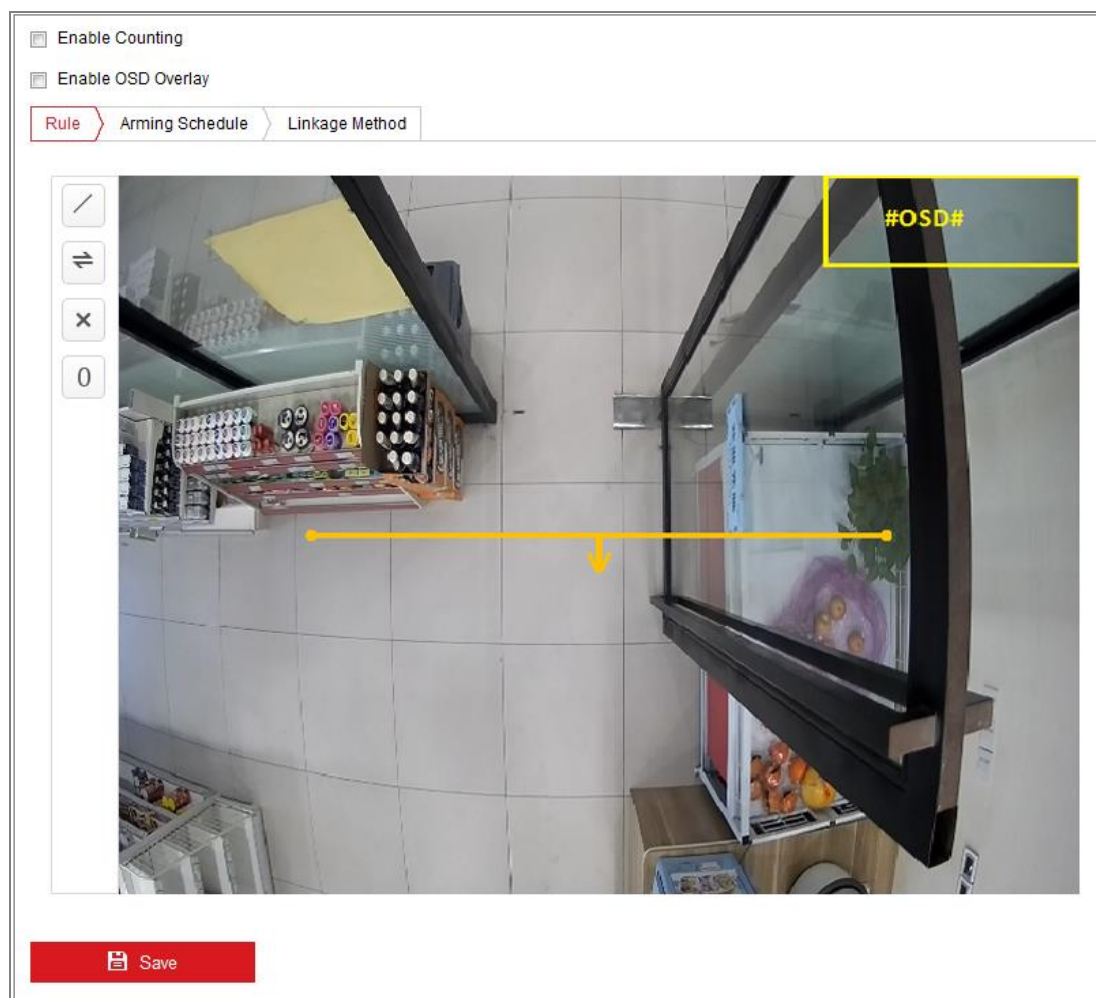 Enable Counting
Enable OSD Overlay
Rule Arming Schedule Linkage Method
#OSD#
0
Save